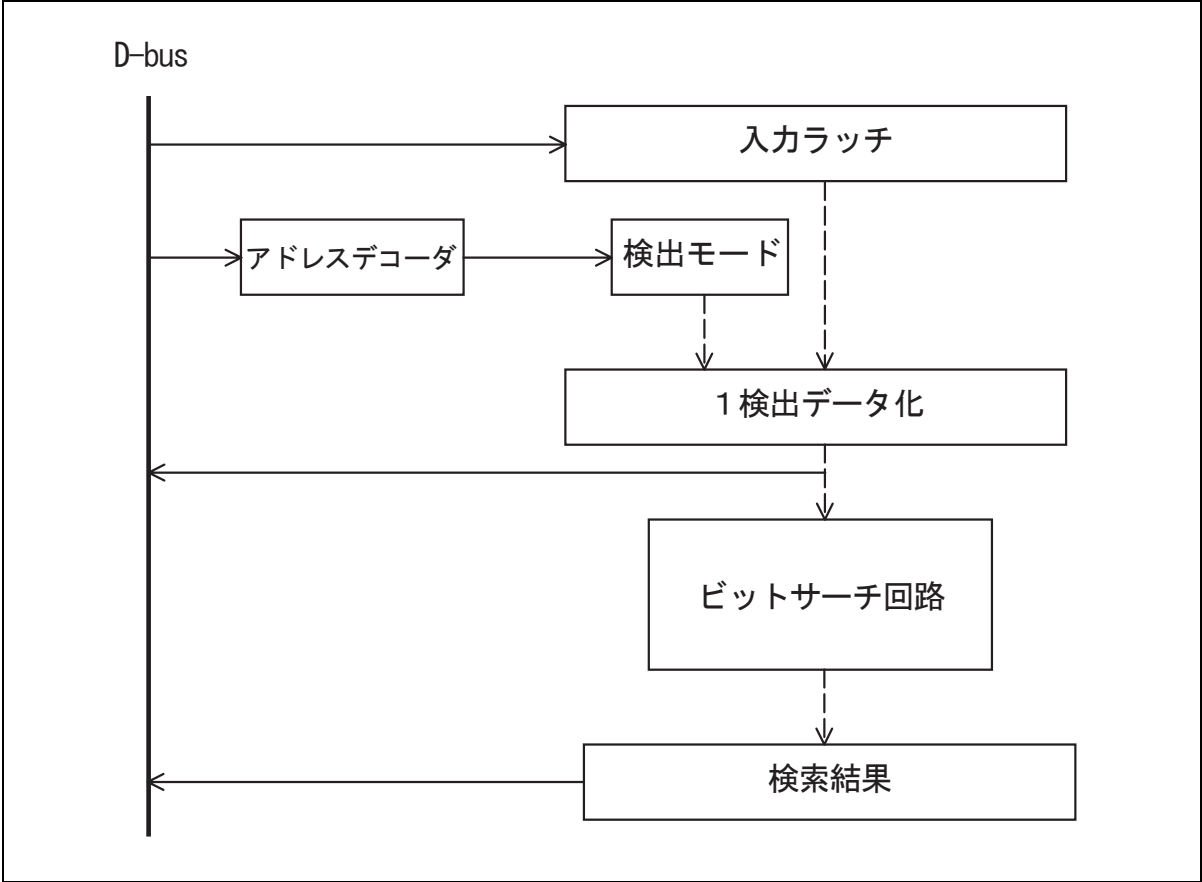 D-bus
入力ラッチ
アドレスデコーダ
検出モード
1検出データ化
ビットサーチ回路
検索結果